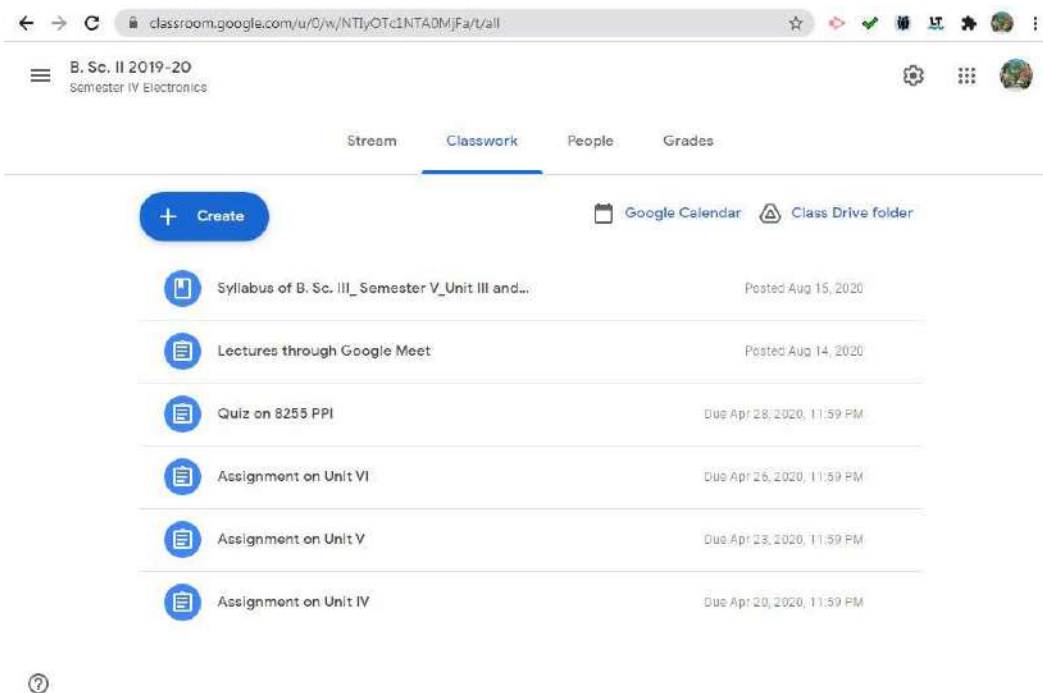 classroom.google.com/u/0/w/NTIyOTc1NTA0MjFa/t/all
LT
B. Sc. II 2019-20
Semester IV Electronics
Stream Classwork People Grades
+ Create Google Calendar Class Drive folder
Syllabus of B. Sc. III_ Semester V_Unit III and... Posted Aug 15, 2020
Lectures through Google Meet Posted Aug 14, 2020
Quiz on 8255 PPI Due Apr 28, 2020, 11:59 PM
Assignment on Unit VI Due Apr 26, 2020, 11:59 PM
Assignment on Unit V Due Apr 23, 2020, 11:59 PM
Assignment on Unit IV Due Apr 20, 2020, 11:59 PM